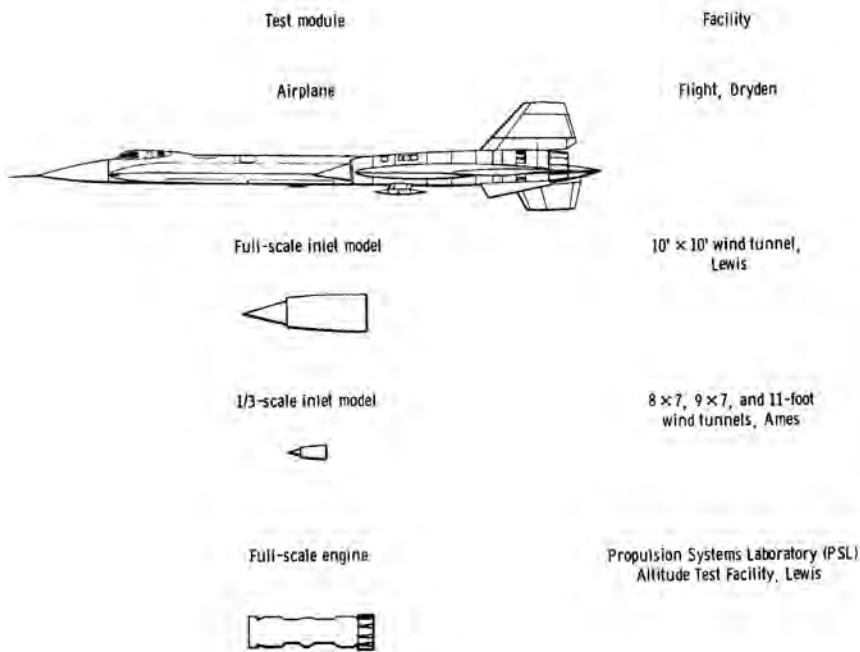 Test module Facility
Airplane Flight, Dryden
Full-scale inlet model 10' × 10' wind tunnel,
Lewis
1/3-scale inlet model 8 × 7, 9 × 7, and 11-foot
wind tunnels, Ames
Full-scale engine Propulsion Systems Laboratory (PSL)
Altitude Test Facility, Lewis